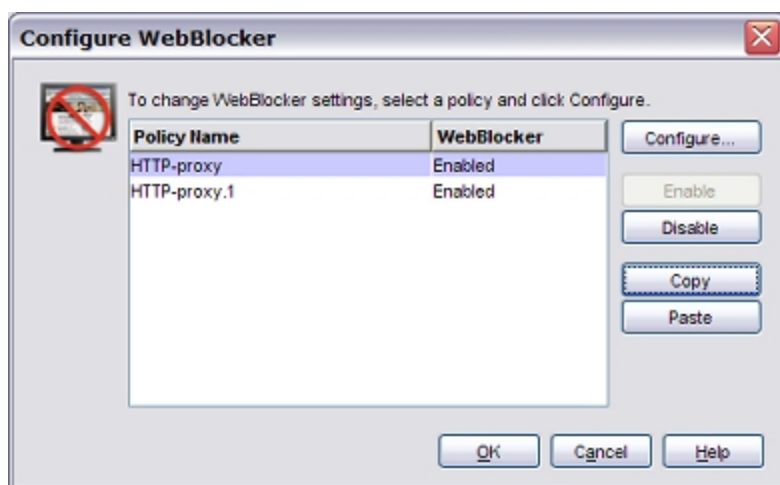 Configure WebBlocker
To change WebBlocker settings, select a policy and click Configure.
Policy Name WebBlocker
HTTP-proxy Enabled
HTTP-proxy.1 Enabled
Configure...
Enable
Disable
Copy
Paste
OK Cancel Help